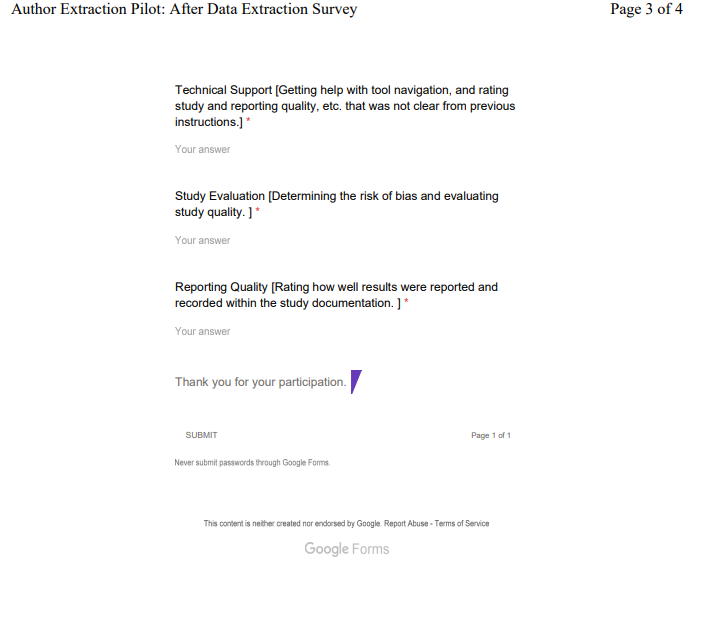 Author Extraction Pilot: After Data Extraction Survey Page 3 of 4
Technical Support [Getting help with tool navigation, and rating
study and reporting quality, etc. that was not clear from previous
instructions.] *
Your answer
Study Evaluation [Determining the risk of bias and evaluating
study quality. ] *
Your answer
Reporting Quality [Rating how well results were reported and
recorded within the study documentation. ] *
Your answer
Thank you for your participation.
SUBMIT Page 1 of 1
Never submit passwords through Google Forms.
This content is neither created nor endorsed by Google. Report Abuse - Terms of Service
Google Forms